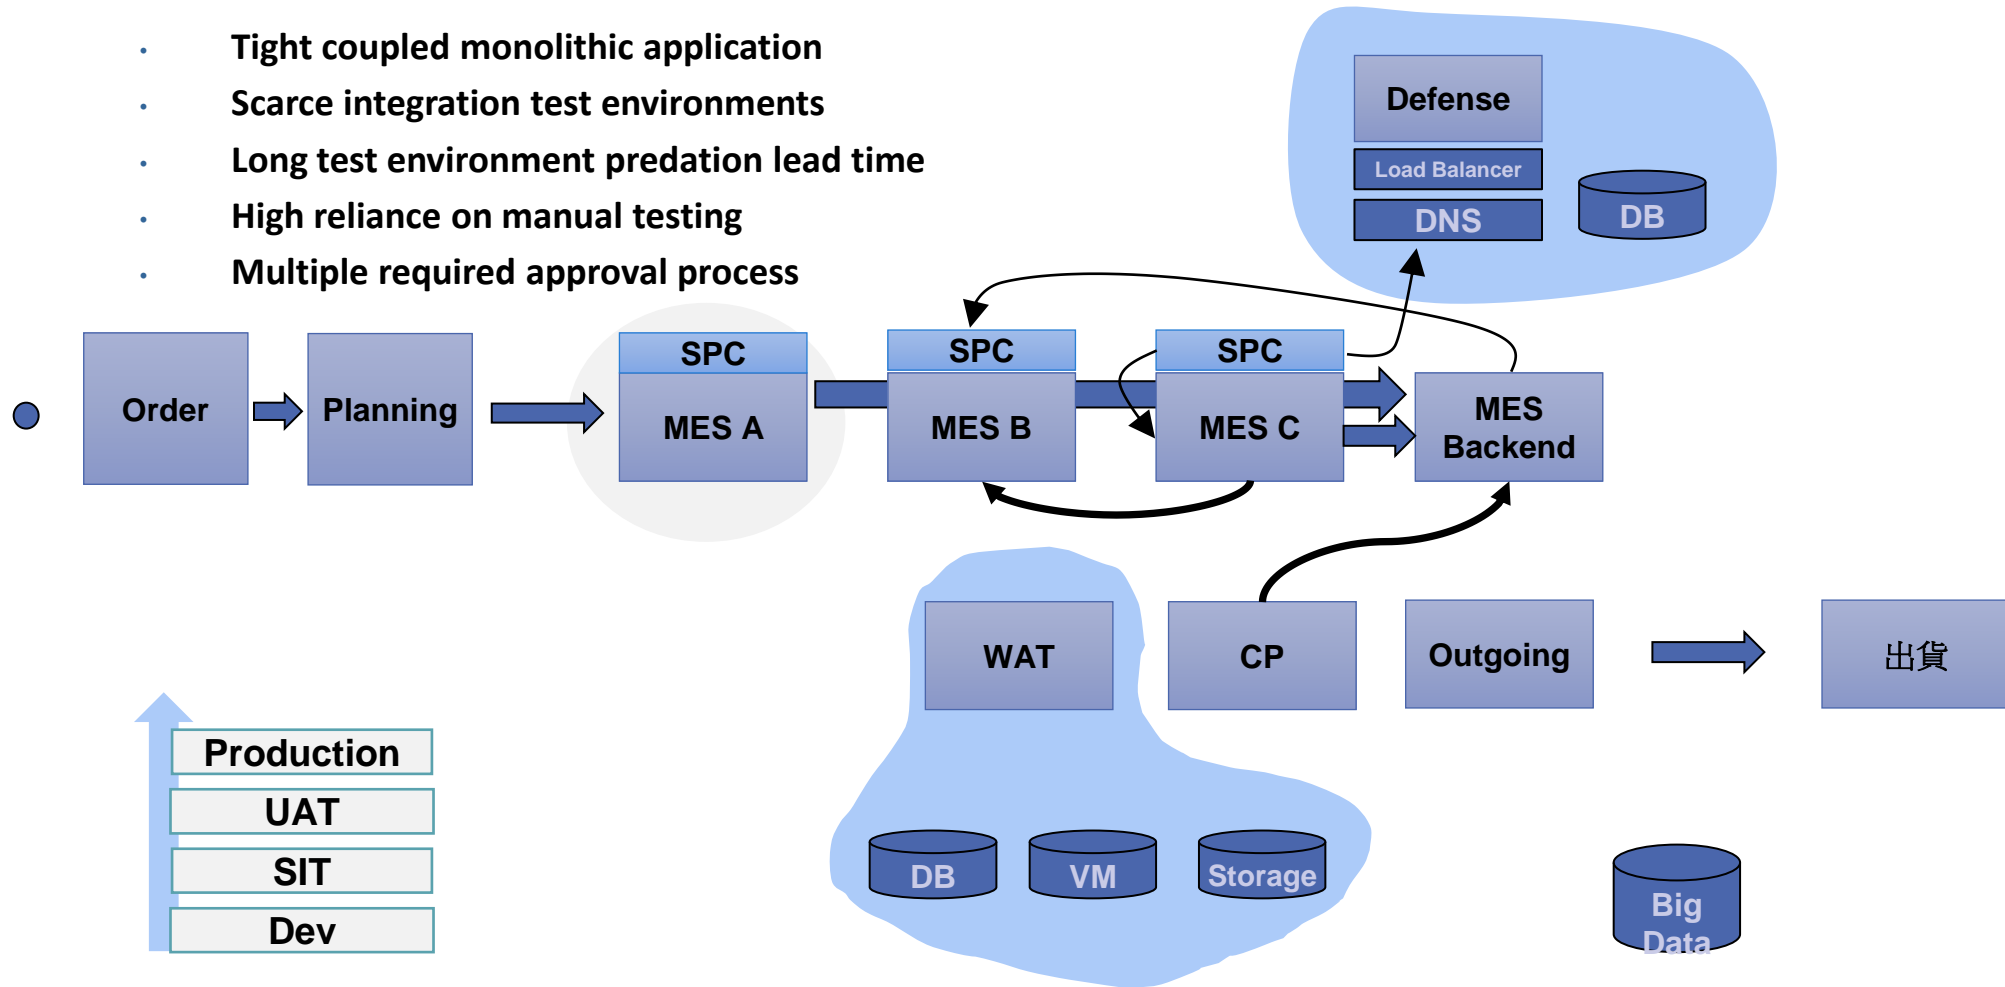 Tight coupled monolithic application
Scarce integration test environments
Long test environment predation lead time
High reliance on manual testing
Multiple required approval process
Defense
Load Balancer
DNS
DB
Order
Planning
SPC
MES A
SPC
MES B
SPC
MES C
MES
Backend
WAT
CP
Outgoing
出貨
Production
UAT
SIT
Dev
DB
VM
Storage
Big
Data